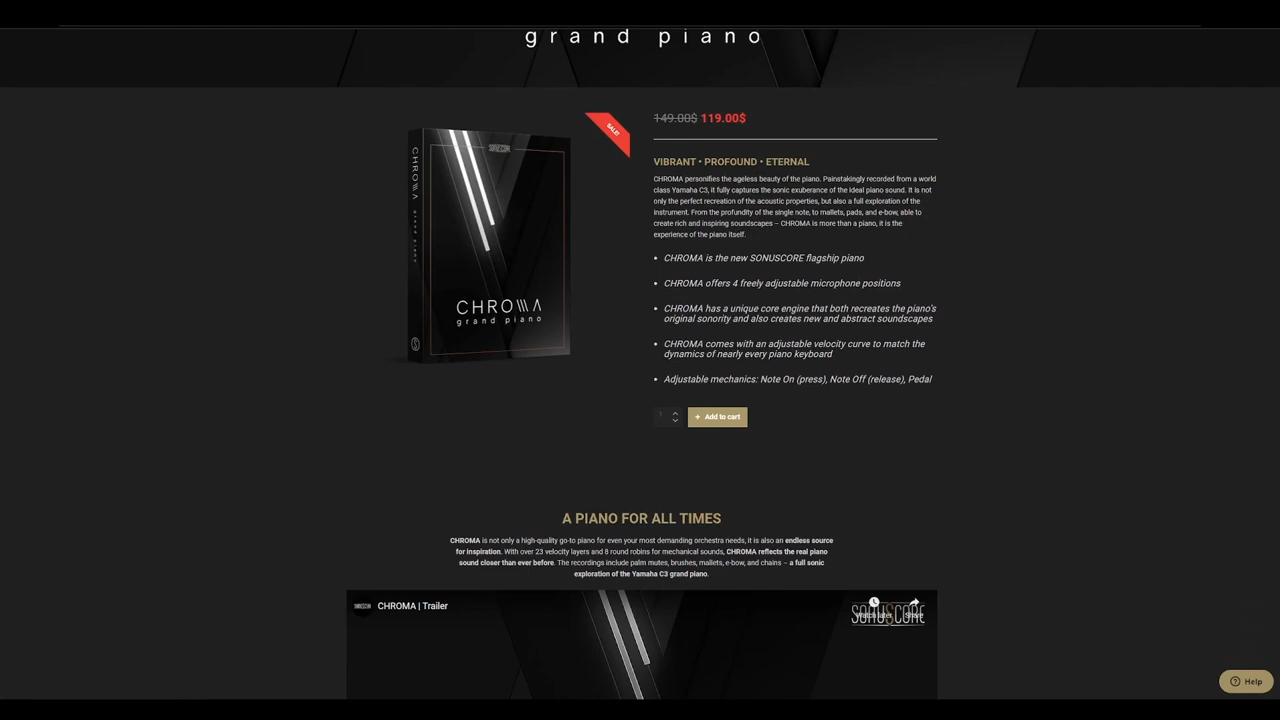 grand piano
SALE!
149.00$ 119.00$
CHROMA grand piano
SONUSCORE
CHROMA
grand piano
VIBRANT • PROFOUND • ETERNAL
CHROMA personifies the ageless beauty of the piano. Painstakingly recorded from a world
class Yamaha C3, it fully captures the sonic exuberance of the ideal piano sound. It is not
only the perfect recreation of the acoustic properties, but also a full exploration of the
instrument. From the profundity of the single note, to mallets, pads, and e-bow, able to
create rich and inspiring soundscapes – CHROMA is more than a piano, it is the
experience of the piano itself.
• CHROMA is the new SONUSCORE flagship piano
• CHROMA offers 4 freely adjustable microphone positions
• CHROMA has a unique core engine that both recreates the piano's
original sonority and also creates new and abstract soundscapes
• CHROMA comes with an adjustable velocity curve to match the
dynamics of nearly every piano keyboard
• Adjustable mechanics: Note On (press), Note Off (release), Pedal
1
+ Add to cart
A PIANO FOR ALL TIMES
CHROMA is not only a high-quality go-to piano for even your most demanding orchestra needs, it is also an endless source
for inspiration. With over 23 velocity layers and 8 round robins for mechanical sounds, CHROMA reflects the real piano
sound closer than ever before. The recordings include palm mutes, brushes, mallets, e-bow, and chains – a full sonic
exploration of the Yamaha C3 grand piano.
SONUSCORE
CHROMA | Trailer
SONUSCORE
Watch later
Share
Help